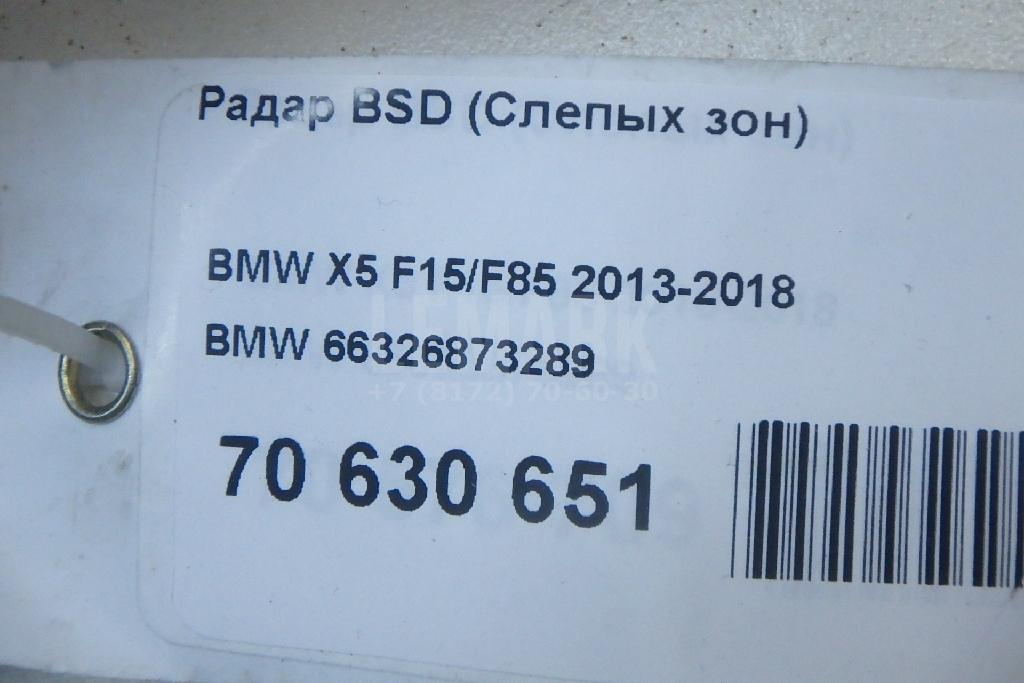 Радар BSD (Слепых зон)
BMW X5 F15/F85 2013-2018
LEMARK
BMW 66326873289
+7 (8172) 70-60-30
70 630 651